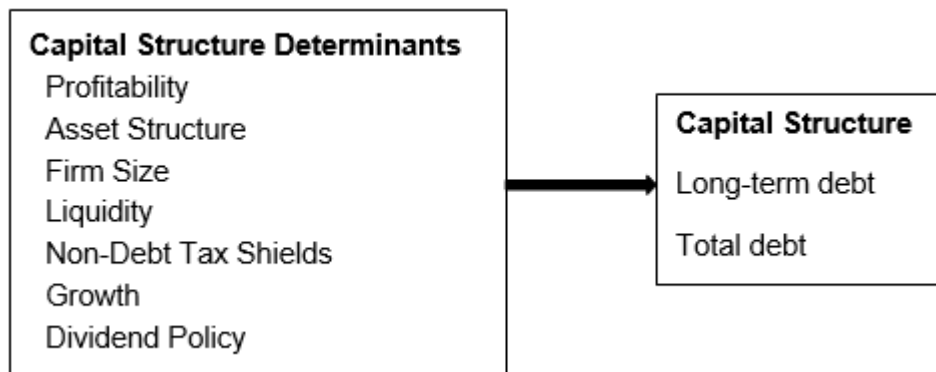 Capital Structure Determinants
Profitability
Asset Structure
Firm Size
Liquidity
Non-Debt Tax Shields
Growth
Dividend Policy
Capital Structure
Long-term debt
Total debt